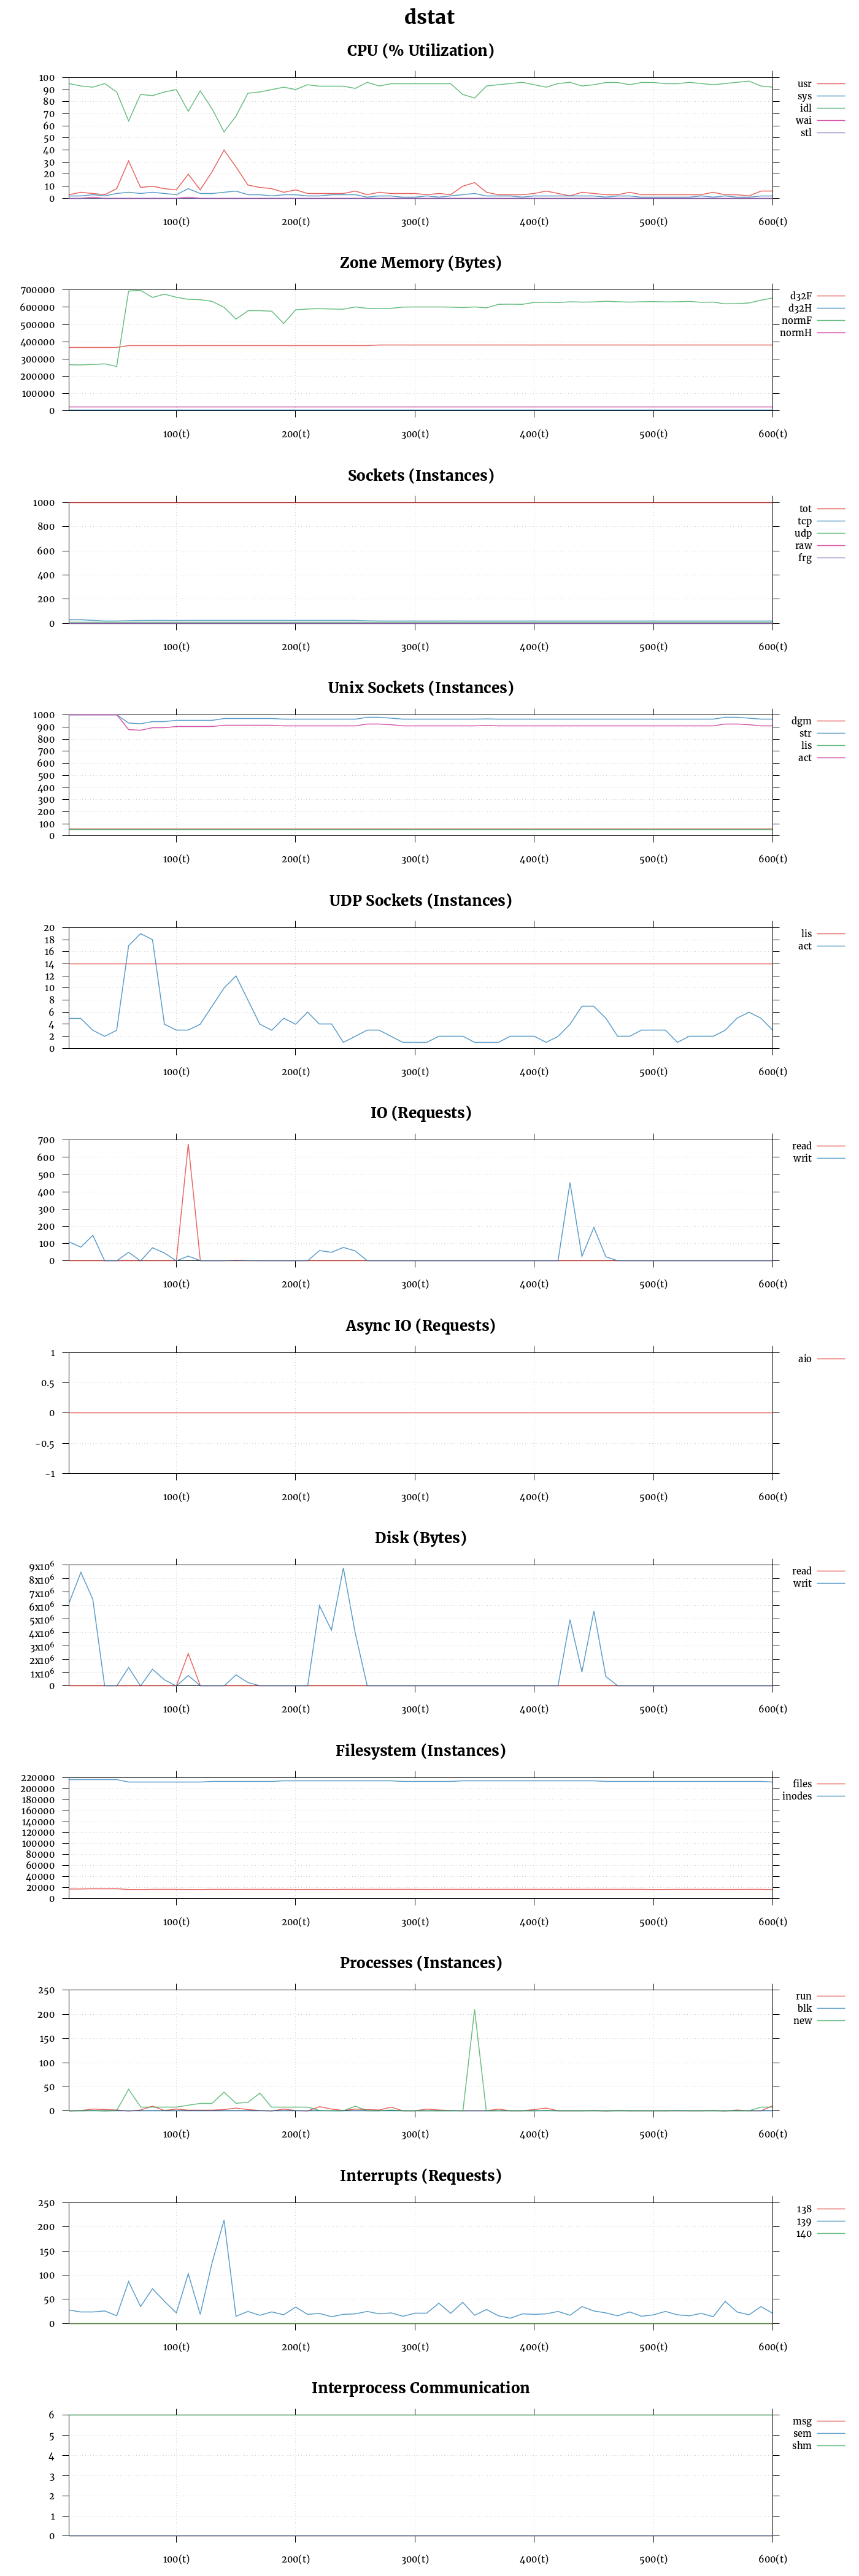 dstat
CPU (% Utilization)
100
90
80
70
60
50
40
30
20
10
0
100(t) 200(t) 300(t) 400(t) 500(t) 600(t)
usr
sys
idl
wai
stl
Zone Memory (Bytes)
700000
600000
500000
400000
300000
200000
100000
0
100(t) 200(t) 300(t) 400(t) 500(t) 600(t)
d32F
d32H
normF
normH
Sockets (Instances)
1000
800
600
400
200
0
100(t) 200(t) 300(t) 400(t) 500(t) 600(t)
tot
tcp
udp
raw
frg
Unix Sockets (Instances)
1000
900
800
700
600
500
400
300
200
100
0
100(t) 200(t) 300(t) 400(t) 500(t) 600(t)
dgm
str
lis
act
UDP Sockets (Instances)
20
18
16
14
12
10
8
6
4
2
0
100(t) 200(t) 300(t) 400(t) 500(t) 600(t)
lis
act
IO (Requests)
700
600
500
400
300
200
100
0
100(t) 200(t) 300(t) 400(t) 500(t) 600(t)
read
writ
Async IO (Requests)
1
0.5
0
-0.5
-1
100(t) 200(t) 300(t) 400(t) 500(t) 600(t)
aio
Disk (Bytes)
9x10⁶
8x10⁶
7x10⁶
6x10⁶
5x10⁶
4x10⁶
3x10⁶
2x10⁶
1x10⁶
0
100(t) 200(t) 300(t) 400(t) 500(t) 600(t)
read
writ
Filesystem (Instances)
220000
200000
180000
160000
140000
120000
100000
80000
60000
40000
20000
0
100(t) 200(t) 300(t) 400(t) 500(t) 600(t)
files
inodes
Processes (Instances)
250
200
150
100
50
0
100(t) 200(t) 300(t) 400(t) 500(t) 600(t)
run
blk
new
Interrupts (Requests)
250
200
150
100
50
0
100(t) 200(t) 300(t) 400(t) 500(t) 600(t)
138
139
140
Interprocess Communication
6
5
4
3
2
1
0
100(t) 200(t) 300(t) 400(t) 500(t) 600(t)
msg
sem
shm